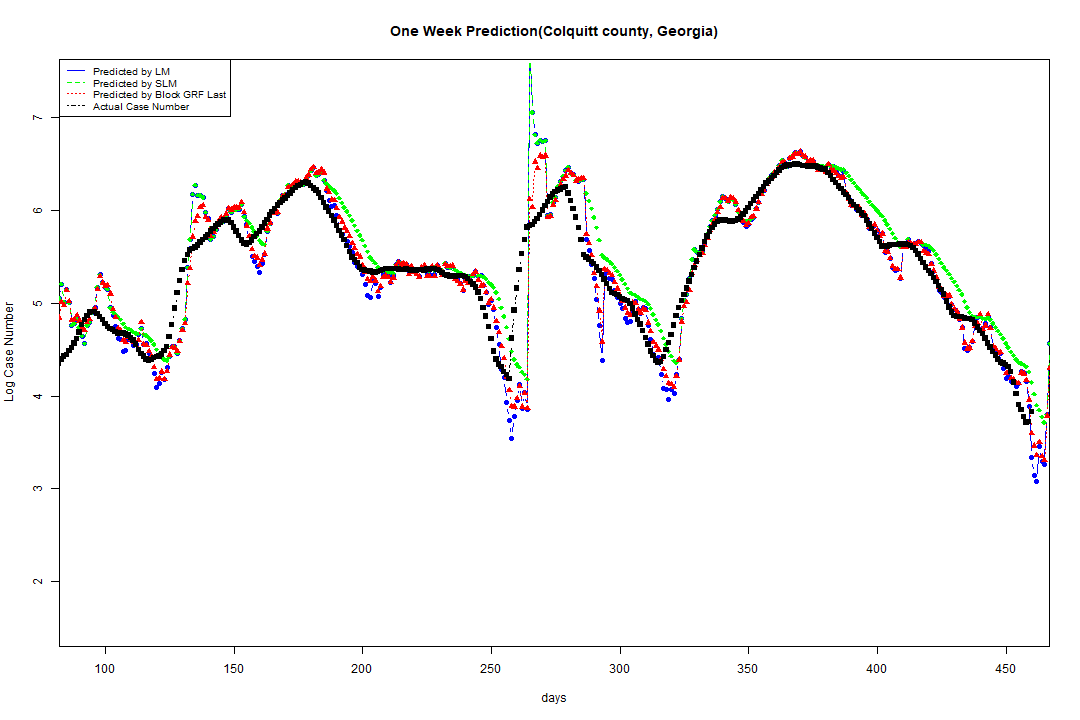 One Week Prediction(Colquitt county, Georgia)
Predicted by LM
Predicted by SLM
Predicted by Block GRF Last
Actual Case Number
7
6
5
4
3
2
Log Case Number
100 150 200 250 300 350 400 450
days